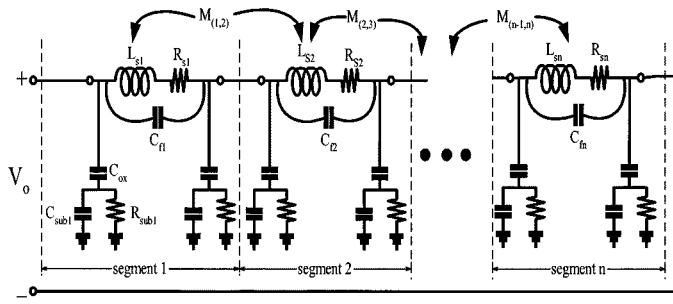 M(1,2) M(2,3) M(n-1,n)
Ls1 Rs1 LS2 RS2 Lsn Rsn
+
Cf1 Cf2 Cfn
Cox
Vo
Csub1 Rsub1
segment 1 segment 2 segment n
−